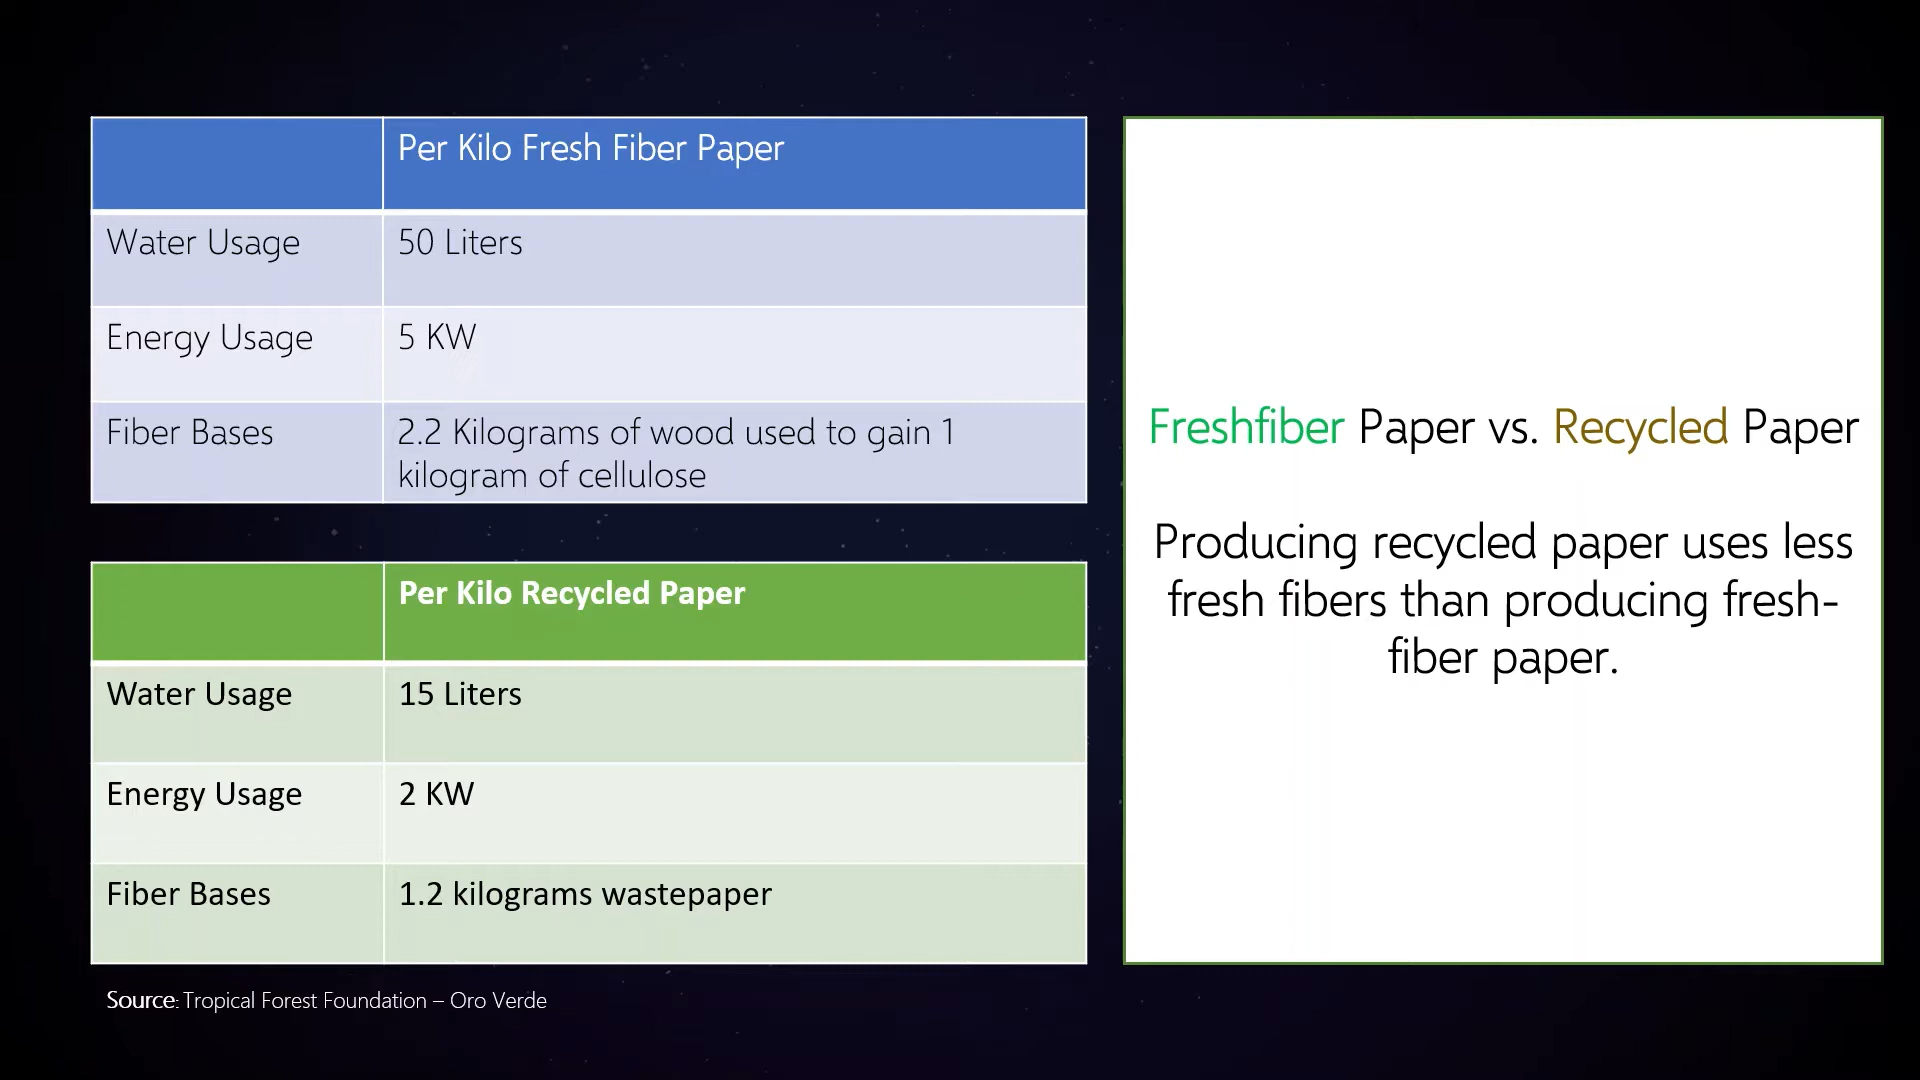 Per Kilo Fresh Fiber Paper
Water Usage 50 Liters
Energy Usage 5 KW
Fiber Bases 2.2 Kilograms of wood used to gain 1
kilogram of cellulose
Per Kilo Recycled Paper
Water Usage 15 Liters
Energy Usage 2 KW
Fiber Bases 1.2 kilograms wastepaper
Source: Tropical Forest Foundation – Oro Verde
Freshfiber Paper vs. Recycled Paper
Producing recycled paper uses less
fresh fibers than producing fresh-
fiber paper.